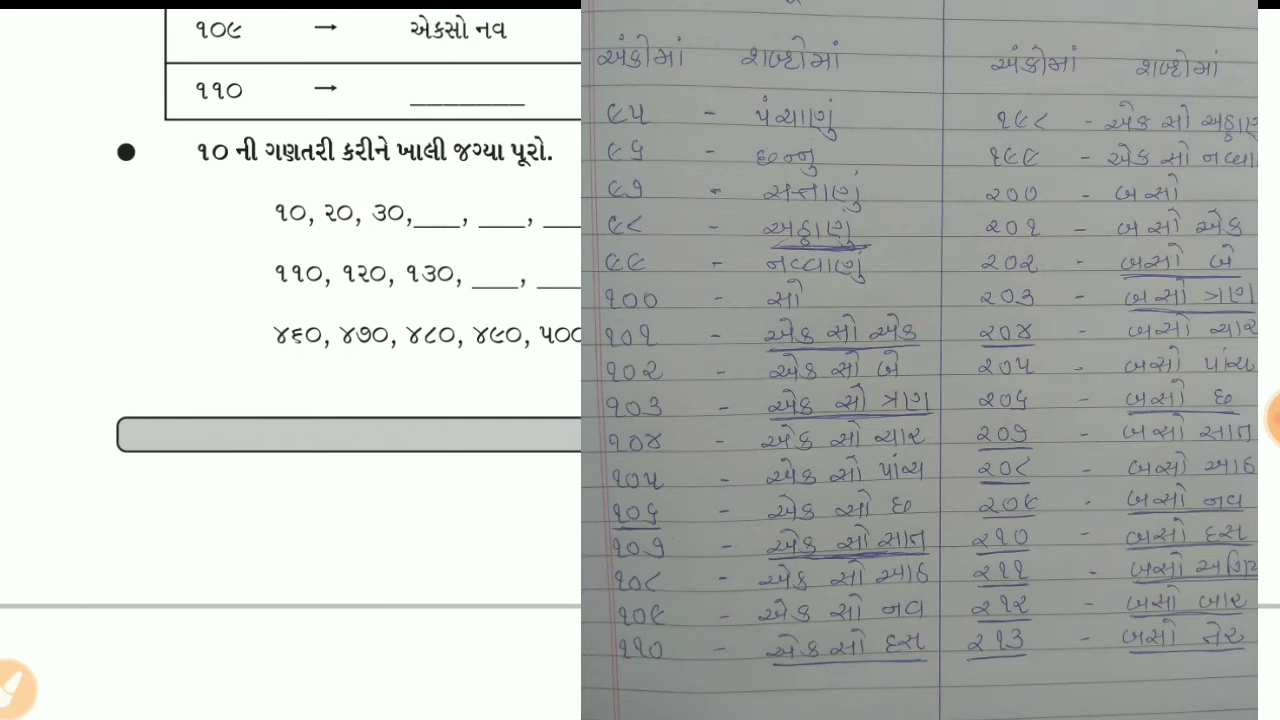 ૧૦૯ → એકસો નવ
૧૧૦ → _______
● ૧૦ ની ગણતરી કરીને ખાલી જગ્યા પૂરો.
૧૦, ૨૦, ૩૦,___, ___, ___
૧૧૦, ૧૨૦, ૧૩૦, ___, ___
૪૬૦, ૪૭૦, ૪૮૦, ૪૯૦, ૫૦૦
અંકોમાં શબ્દોમાં
૯૫ - પંચાણું
૯૬ - છન્નુ
૯૭ - સત્તાણું
૯૮ - અઠ્ઠાણું
૯૯ - નવ્વાણું
૧૦૦ - સો
૧૦૧ - એક સો એક
૧૦૨ - એક સો બે
૧૦૩ - એક સો ત્રણ
૧૦૪ - એક સો ચાર
૧૦૫ - એક સો પાંચ
૧૦૬ - એક સો છ
૧૦૭ - એક સો સાત
૧૦૮ - એક સો આઠ
૧૦૯ - એક સો નવ
૧૧૦ - એક સો દસ
અંકોમાં શબ્દોમાં
૧૯૮ - એક સો
૧૯૯ - એક સો
૨૦૦ - બસો
૨૦૧ - બસો એક
૨૦૨ - બસો બે
૨૦૩ - બસો ત્રણ
૨૦૪ - બસો ચાર
૨૦૫ - બસો પાંચ
૨૦૬ - બસો છ
૨૦૭ - બસો સાત
૨૦૮ - બસો આઠ
૨૦૯ - બસો નવ
૨૧૦ - બસો દસ
૨૧૧ - બસો
૨૧૨ - બસો બાર
૨૧૩ - બસો તેર